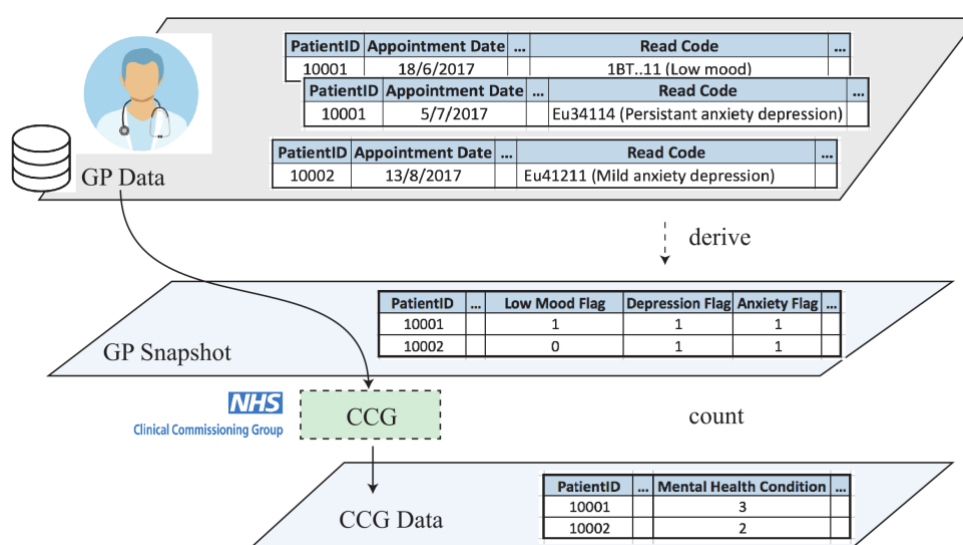 PatientID Appointment Date ... Read Code ...
10001 18/6/2017 1BT..11 (Low mood)
PatientID Appointment Date ... Read Code ...
10001 5/7/2017 Eu34114 (Persistant anxiety depression)
PatientID Appointment Date ... Read Code ...
10002 13/8/2017 Eu41211 (Mild anxiety depression)
GP Data
derive
PatientID ... Low Mood Flag Depression Flag Anxiety Flag ...
10001 1 1 1
10002 0 1 1
GP Snapshot
NHS
Clinical Commissioning Group
CCG
count
PatientID ... Mental Health Condition ...
10001 3
10002 2
CCG Data